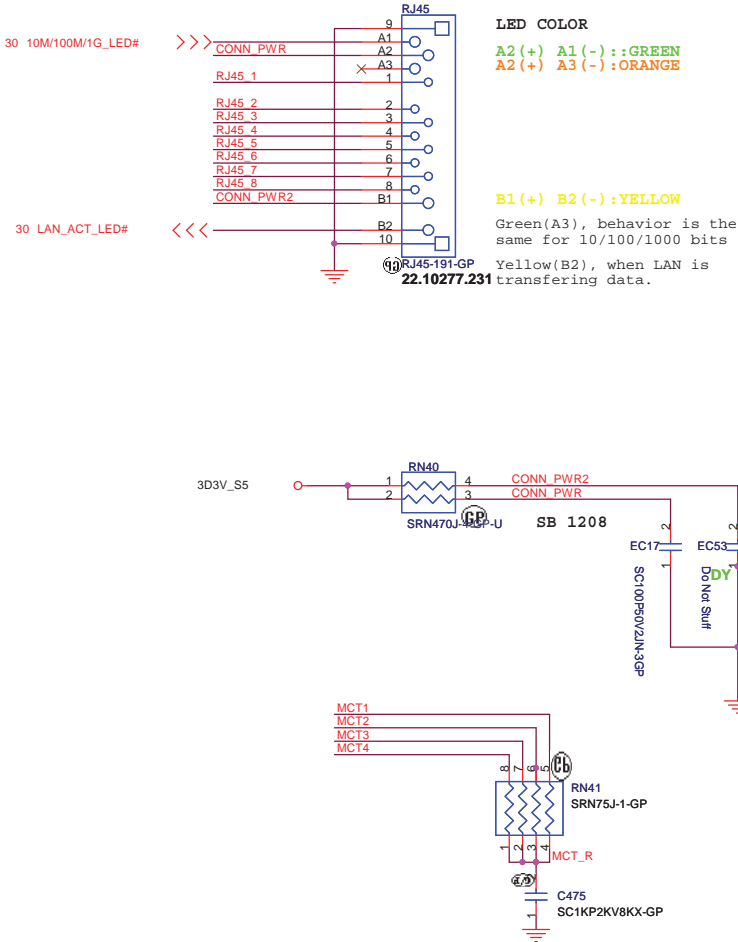 RJ45
LED COLOR
9
30 10M/100M/1G_LED#
A1
CONN_PWR
A2
A2(+) A1(-)::GREEN
A3
A2(+) A3(-):ORANGE
RJ45_1
1
RJ45_2
2
RJ45_3
3
RJ45_4
4
RJ45_5
5
RJ45_6
6
RJ45_7
7
RJ45_8
8
CONN_PWR2
B1
B1(+) B2(-):YELLOW
30 LAN_ACT_LED#
B2
10
Green(A3), behavior is the
same for 10/100/1000 bits
RJ45-191-GP
22.10277.231
Yellow(B2), when LAN is
transfering data.
RN40
3D3V_S5
1
4
CONN_PWR2
2
3
CONN_PWR
SRN470J-4-GP-U
GP
SB 1208
2
2
EC17
EC53
1
1
SC100P50V2JN-3GP
Do Not Stuff
DY
MCT1
MCT2
MCT3
MCT4
8
7
6
5
RN41
SRN75J-1-GP
1
2
3
4
MCT_R
2
C475
1
SC1KP2KV8KX-GP